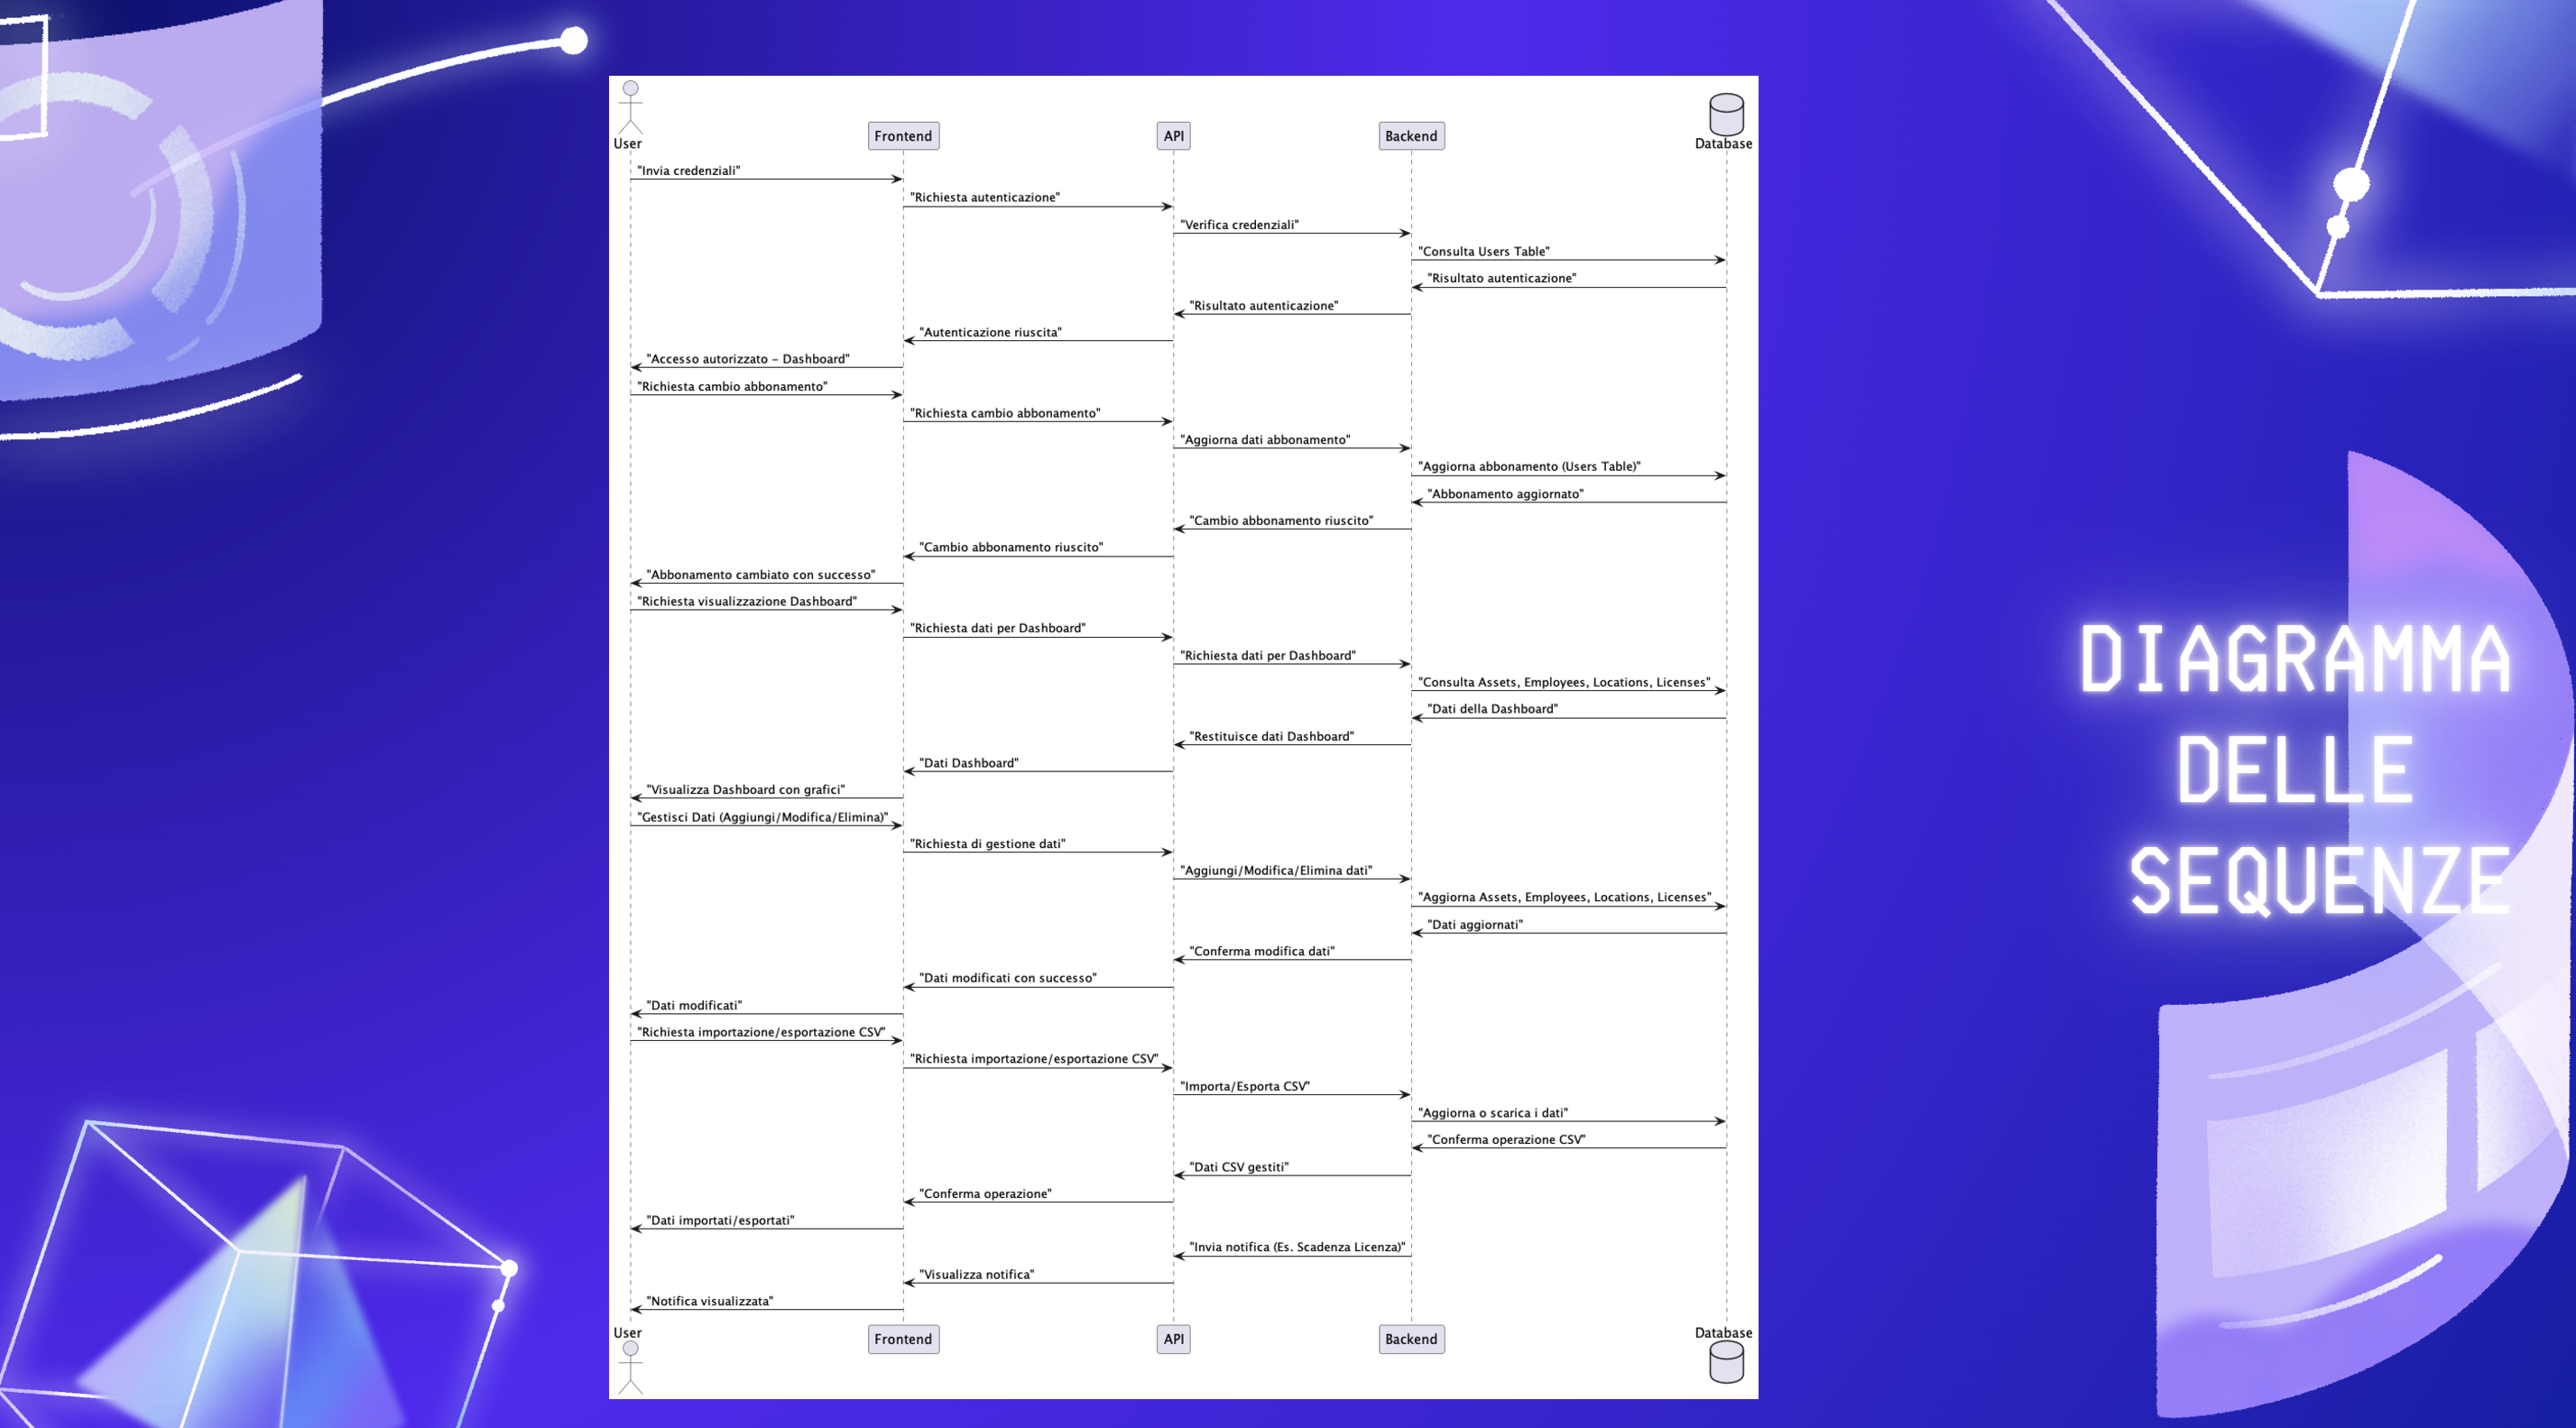 User
Frontend
API
Backend
Database
"Invia credenziali"
"Richiesta autenticazione"
"Verifica credenziali"
"Consulta Users Table"
"Risultato autenticazione"
"Risultato autenticazione"
"Autenticazione riuscita"
"Accesso autorizzato - Dashboard"
"Richiesta cambio abbonamento"
"Richiesta cambio abbonamento"
"Aggiorna dati abbonamento"
"Aggiorna abbonamento (Users Table)"
"Abbonamento aggiornato"
"Cambio abbonamento riuscito"
"Cambio abbonamento riuscito"
"Abbonamento cambiato con successo"
"Richiesta visualizzazione Dashboard"
"Richiesta dati per Dashboard"
"Richiesta dati per Dashboard"
"Consulta Assets, Employees, Locations, Licenses"
"Dati della Dashboard"
"Restituisce dati Dashboard"
"Dati Dashboard"
"Visualizza Dashboard con grafici"
"Gestisci Dati (Aggiungi/Modifica/Elimina)"
"Richiesta di gestione dati"
"Aggiungi/Modifica/Elimina dati"
"Aggiorna Assets, Employees, Locations, Licenses"
"Dati aggiornati"
"Conferma modifica dati"
"Dati modificati con successo"
"Dati modificati"
"Richiesta importazione/esportazione CSV"
"Richiesta importazione/esportazione CSV"
"Importa/Esporta CSV"
"Aggiorna o scarica i dati"
"Conferma operazione CSV"
"Dati CSV gestiti"
"Conferma operazione"
"Dati importati/esportati"
"Invia notifica (Es. Scadenza Licenza)"
"Visualizza notifica"
"Notifica visualizzata"
User
Frontend
API
Backend
Database
DIAGRAMMA
DELLE
SEQUENZE